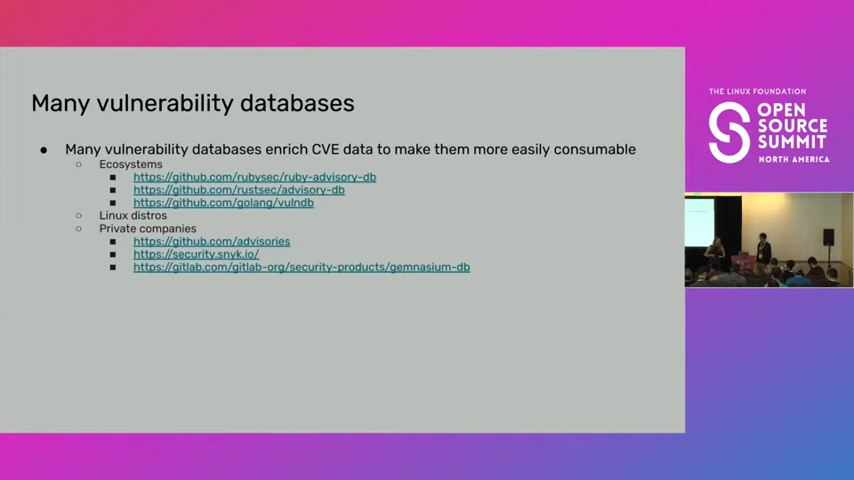 Many vulnerability databases
● Many vulnerability databases enrich CVE data to make them more easily consumable
○ Ecosystems
■ https://github.com/rubysec/ruby-advisory-db
■ https://github.com/rustsec/advisory-db
■ https://github.com/golang/vulndb
○ Linux distros
○ Private companies
■ https://github.com/advisories
■ https://security.snyk.io/
■ https://gitlab.com/gitlab-org/security-products/gemnasium-db
THE LINUX FOUNDATION
OPEN
SOURCE
SUMMIT
NORTH AMERICA